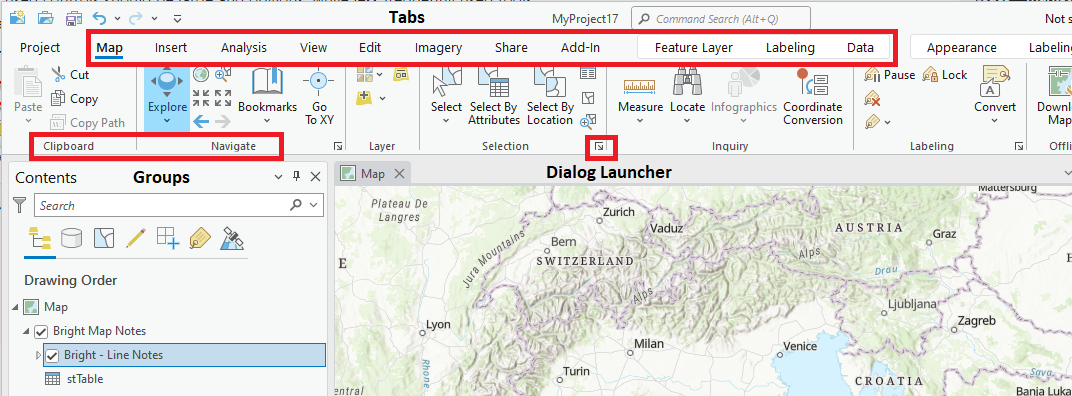 Tabs
MyProject17
Command Search (Alt+Q)
Not s
Project Map Insert Analysis View Edit Imagery Share Add-In Feature Layer Labeling Data Appearance Labeling
Cut
Copy
Copy Path
Paste
Explore
Bookmarks
Go
To XY
Select
Select By
Attributes
Select By
Location
Measure
Locate
Infographics
Coordinate
Conversion
Pause
Lock
Convert
Download
Map
Clipboard Navigate Layer Selection Inquiry Labeling Offli
Contents
Groups
Search
Drawing Order
Map
Bright Map Notes
Bright - Line Notes
stTable
Map
Dialog Launcher
Mattersburg
Plateau De
Langres
Zurich
Vaduz
AUSTRIA
Graz
Bern
Jura Mountains
SWITZERLAND
Alps
E
Alps
Drau
Ljubljana
Lyon
Zagreb
Milan
Venice
Rhone
Turin
CROATIA
entral
Banja Luka